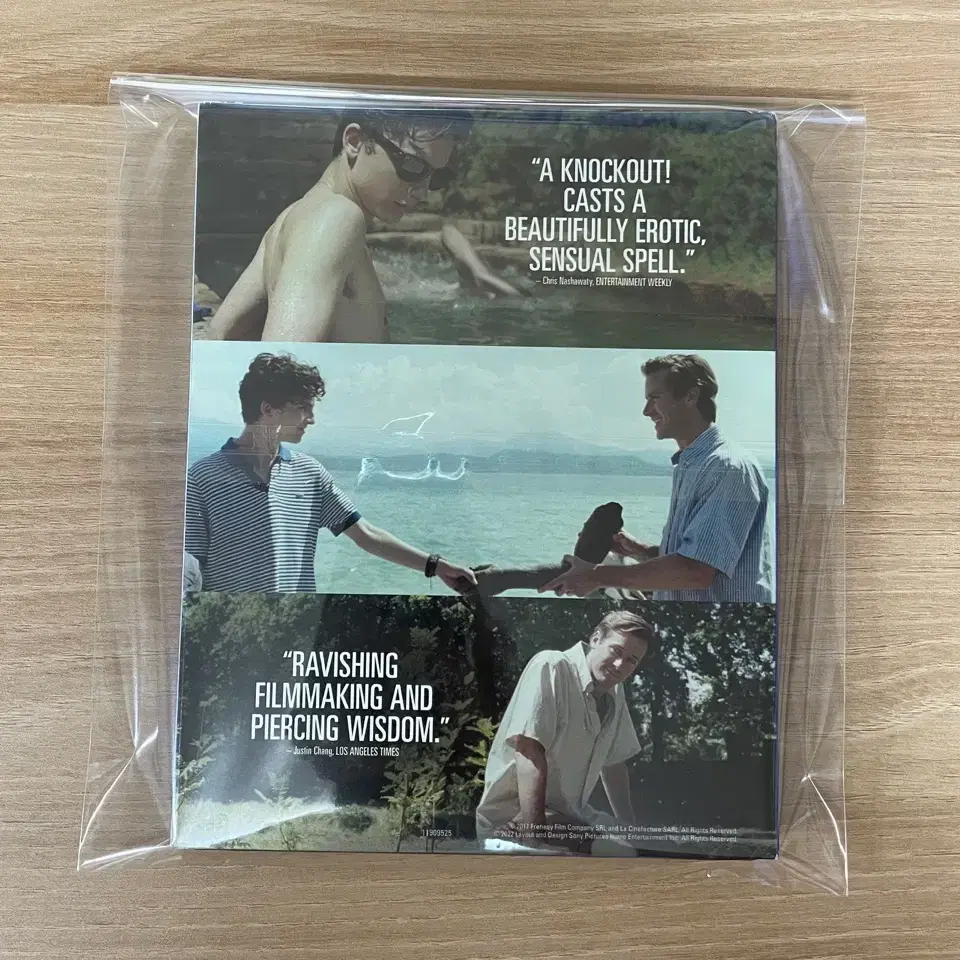 “A KNOCKOUT!
CASTS A
BEAUTIFULLY EROTIC,
SENSUAL SPELL.”
– Chris Nashawaty, ENTERTAINMENT WEEKLY
“RAVISHING
FILMMAKING AND
PIERCING WISDOM.”
– Justin Chang, LOS ANGELES TIMES
11909525
© 2017 Frenesy Film Company SRL and La Cinefacture SARL. All Rights Reserved.
© 2022 Layout and Design Sony Pictures Home Entertainment Inc. All Rights Reserved.